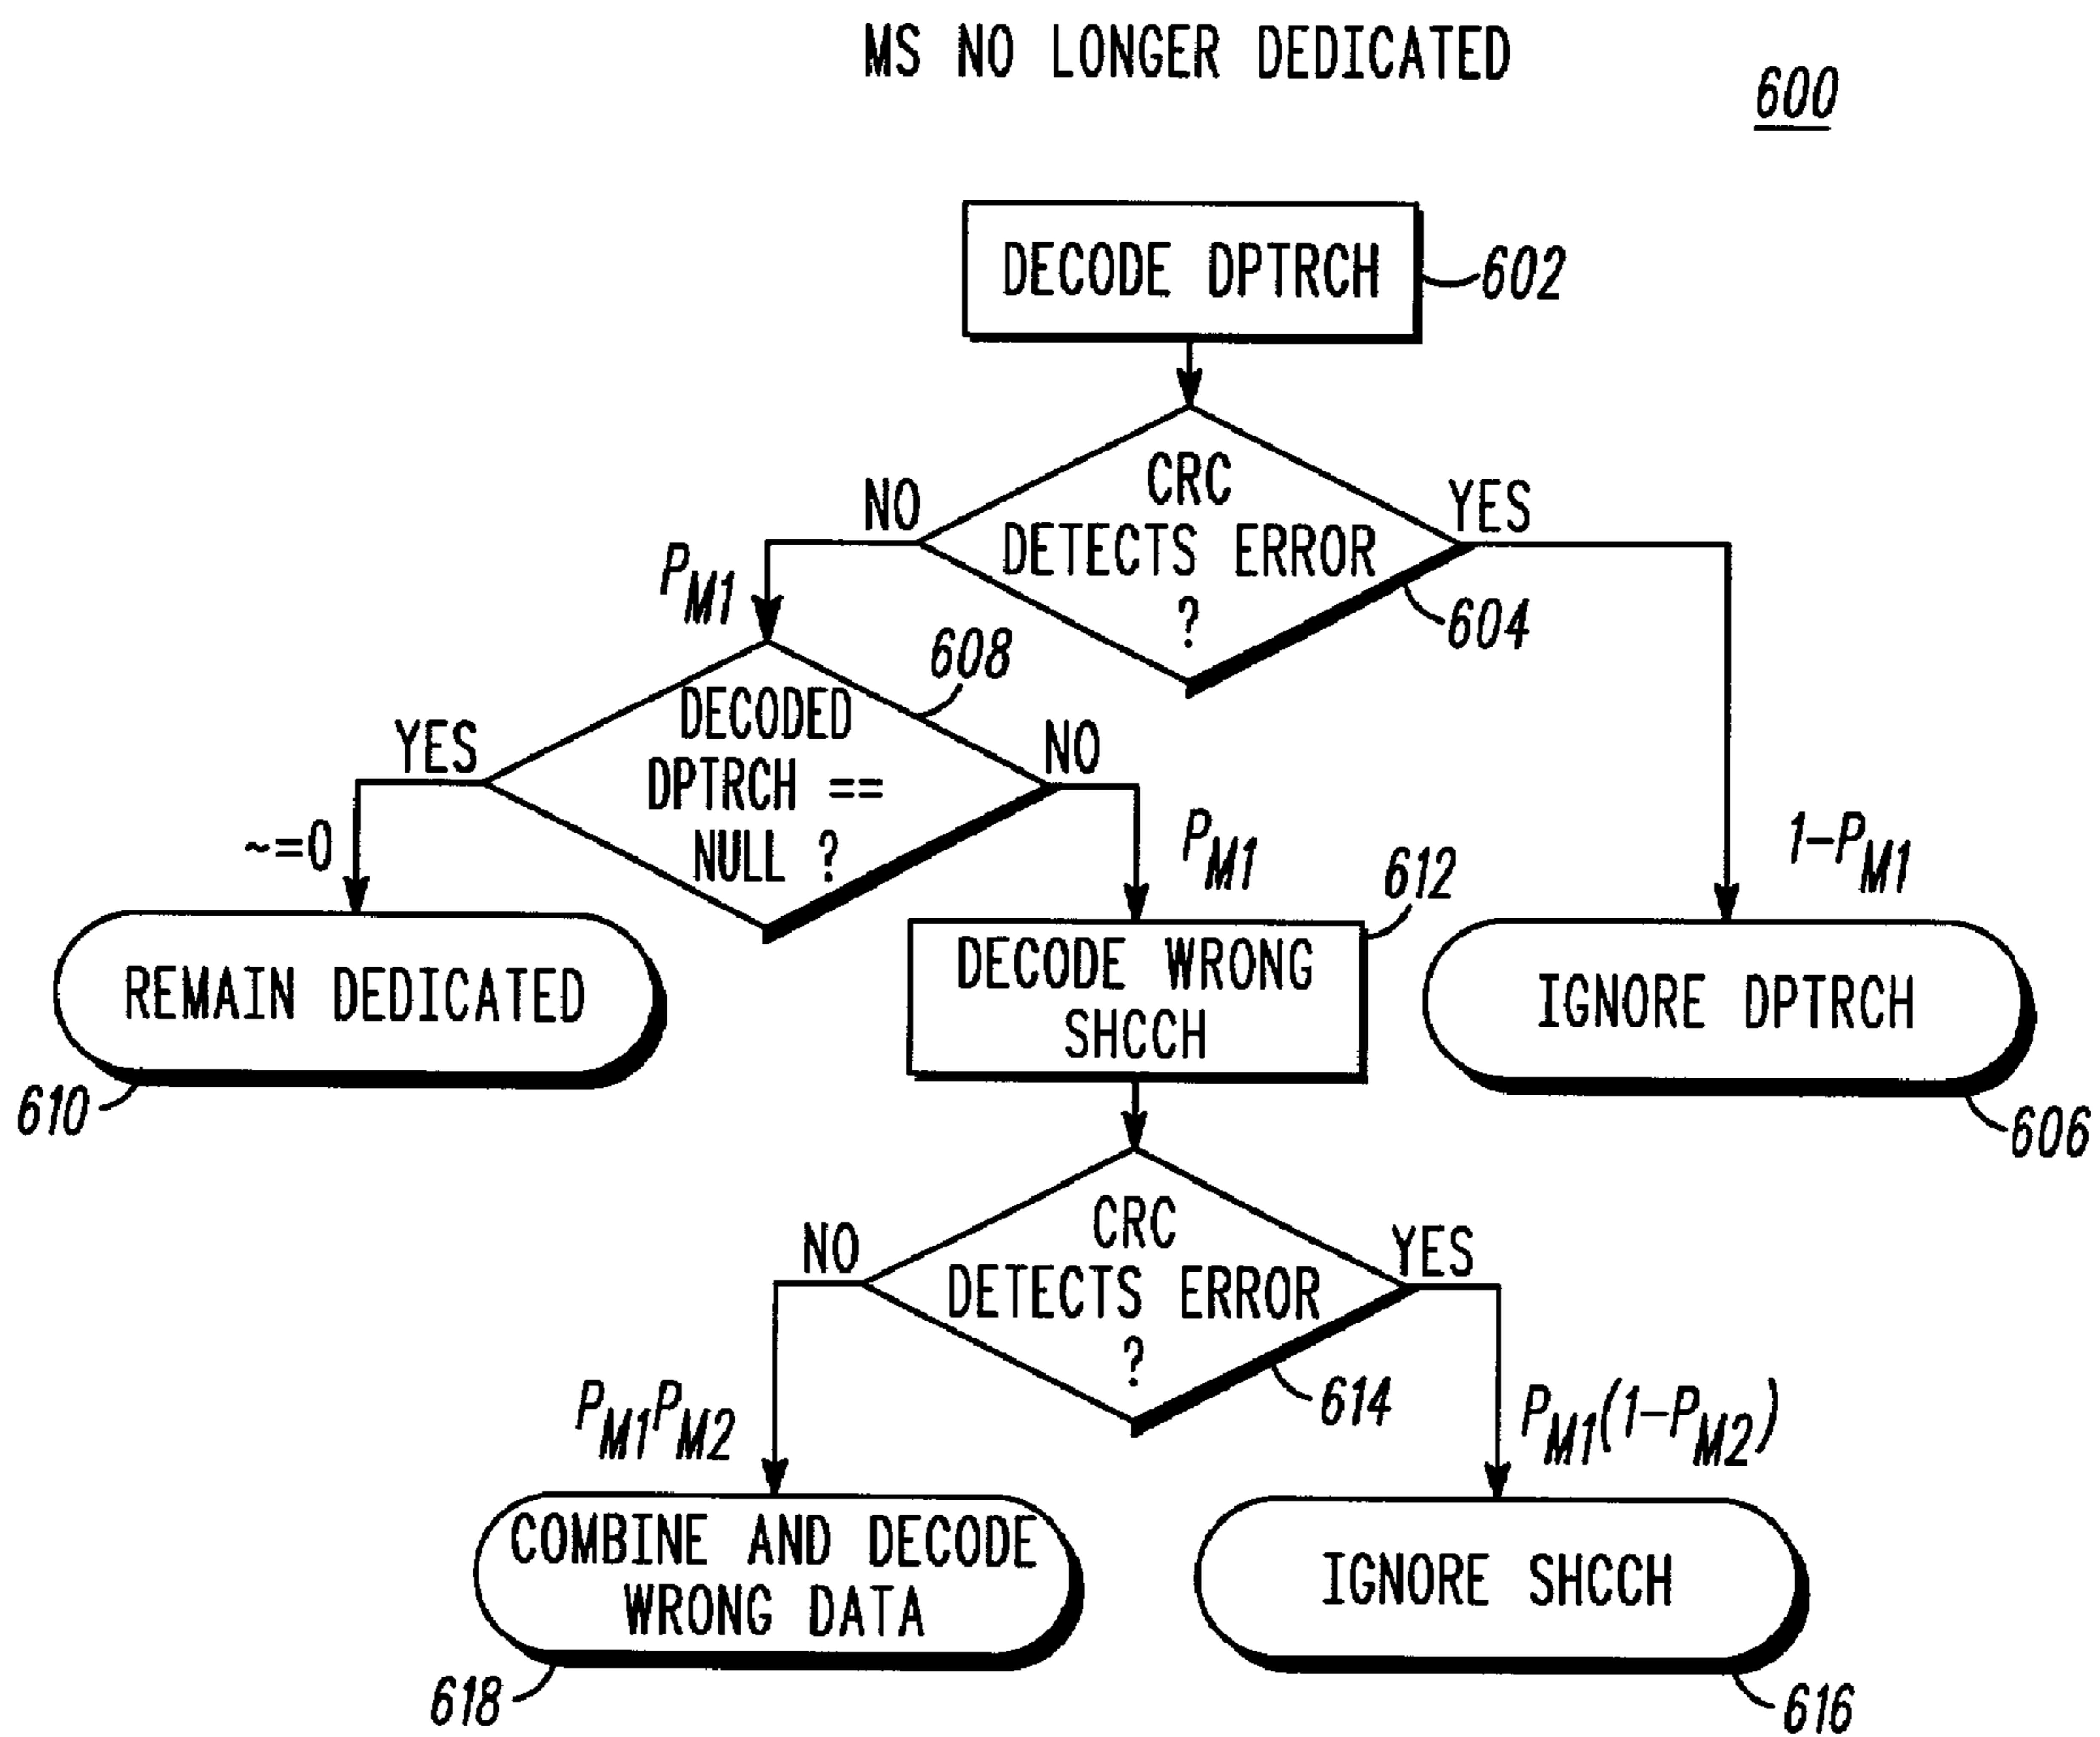 MS NO LONGER DEDICATED
600
DECODE DPTRCH
602
CRC
DETECTS ERROR
?
NO
YES
604
P_M1
608
DECODED
DPTRCH ==
NULL ?
YES
NO
~=0
P_M1
1-P_M1
612
REMAIN DEDICATED
610
DECODE WRONG
SHCCH
IGNORE DPTRCH
606
CRC
DETECTS ERROR
?
NO
YES
614
P_M1P_M2
P_M1(1-P_M2)
COMBINE AND DECODE
WRONG DATA
618
IGNORE SHCCH
616